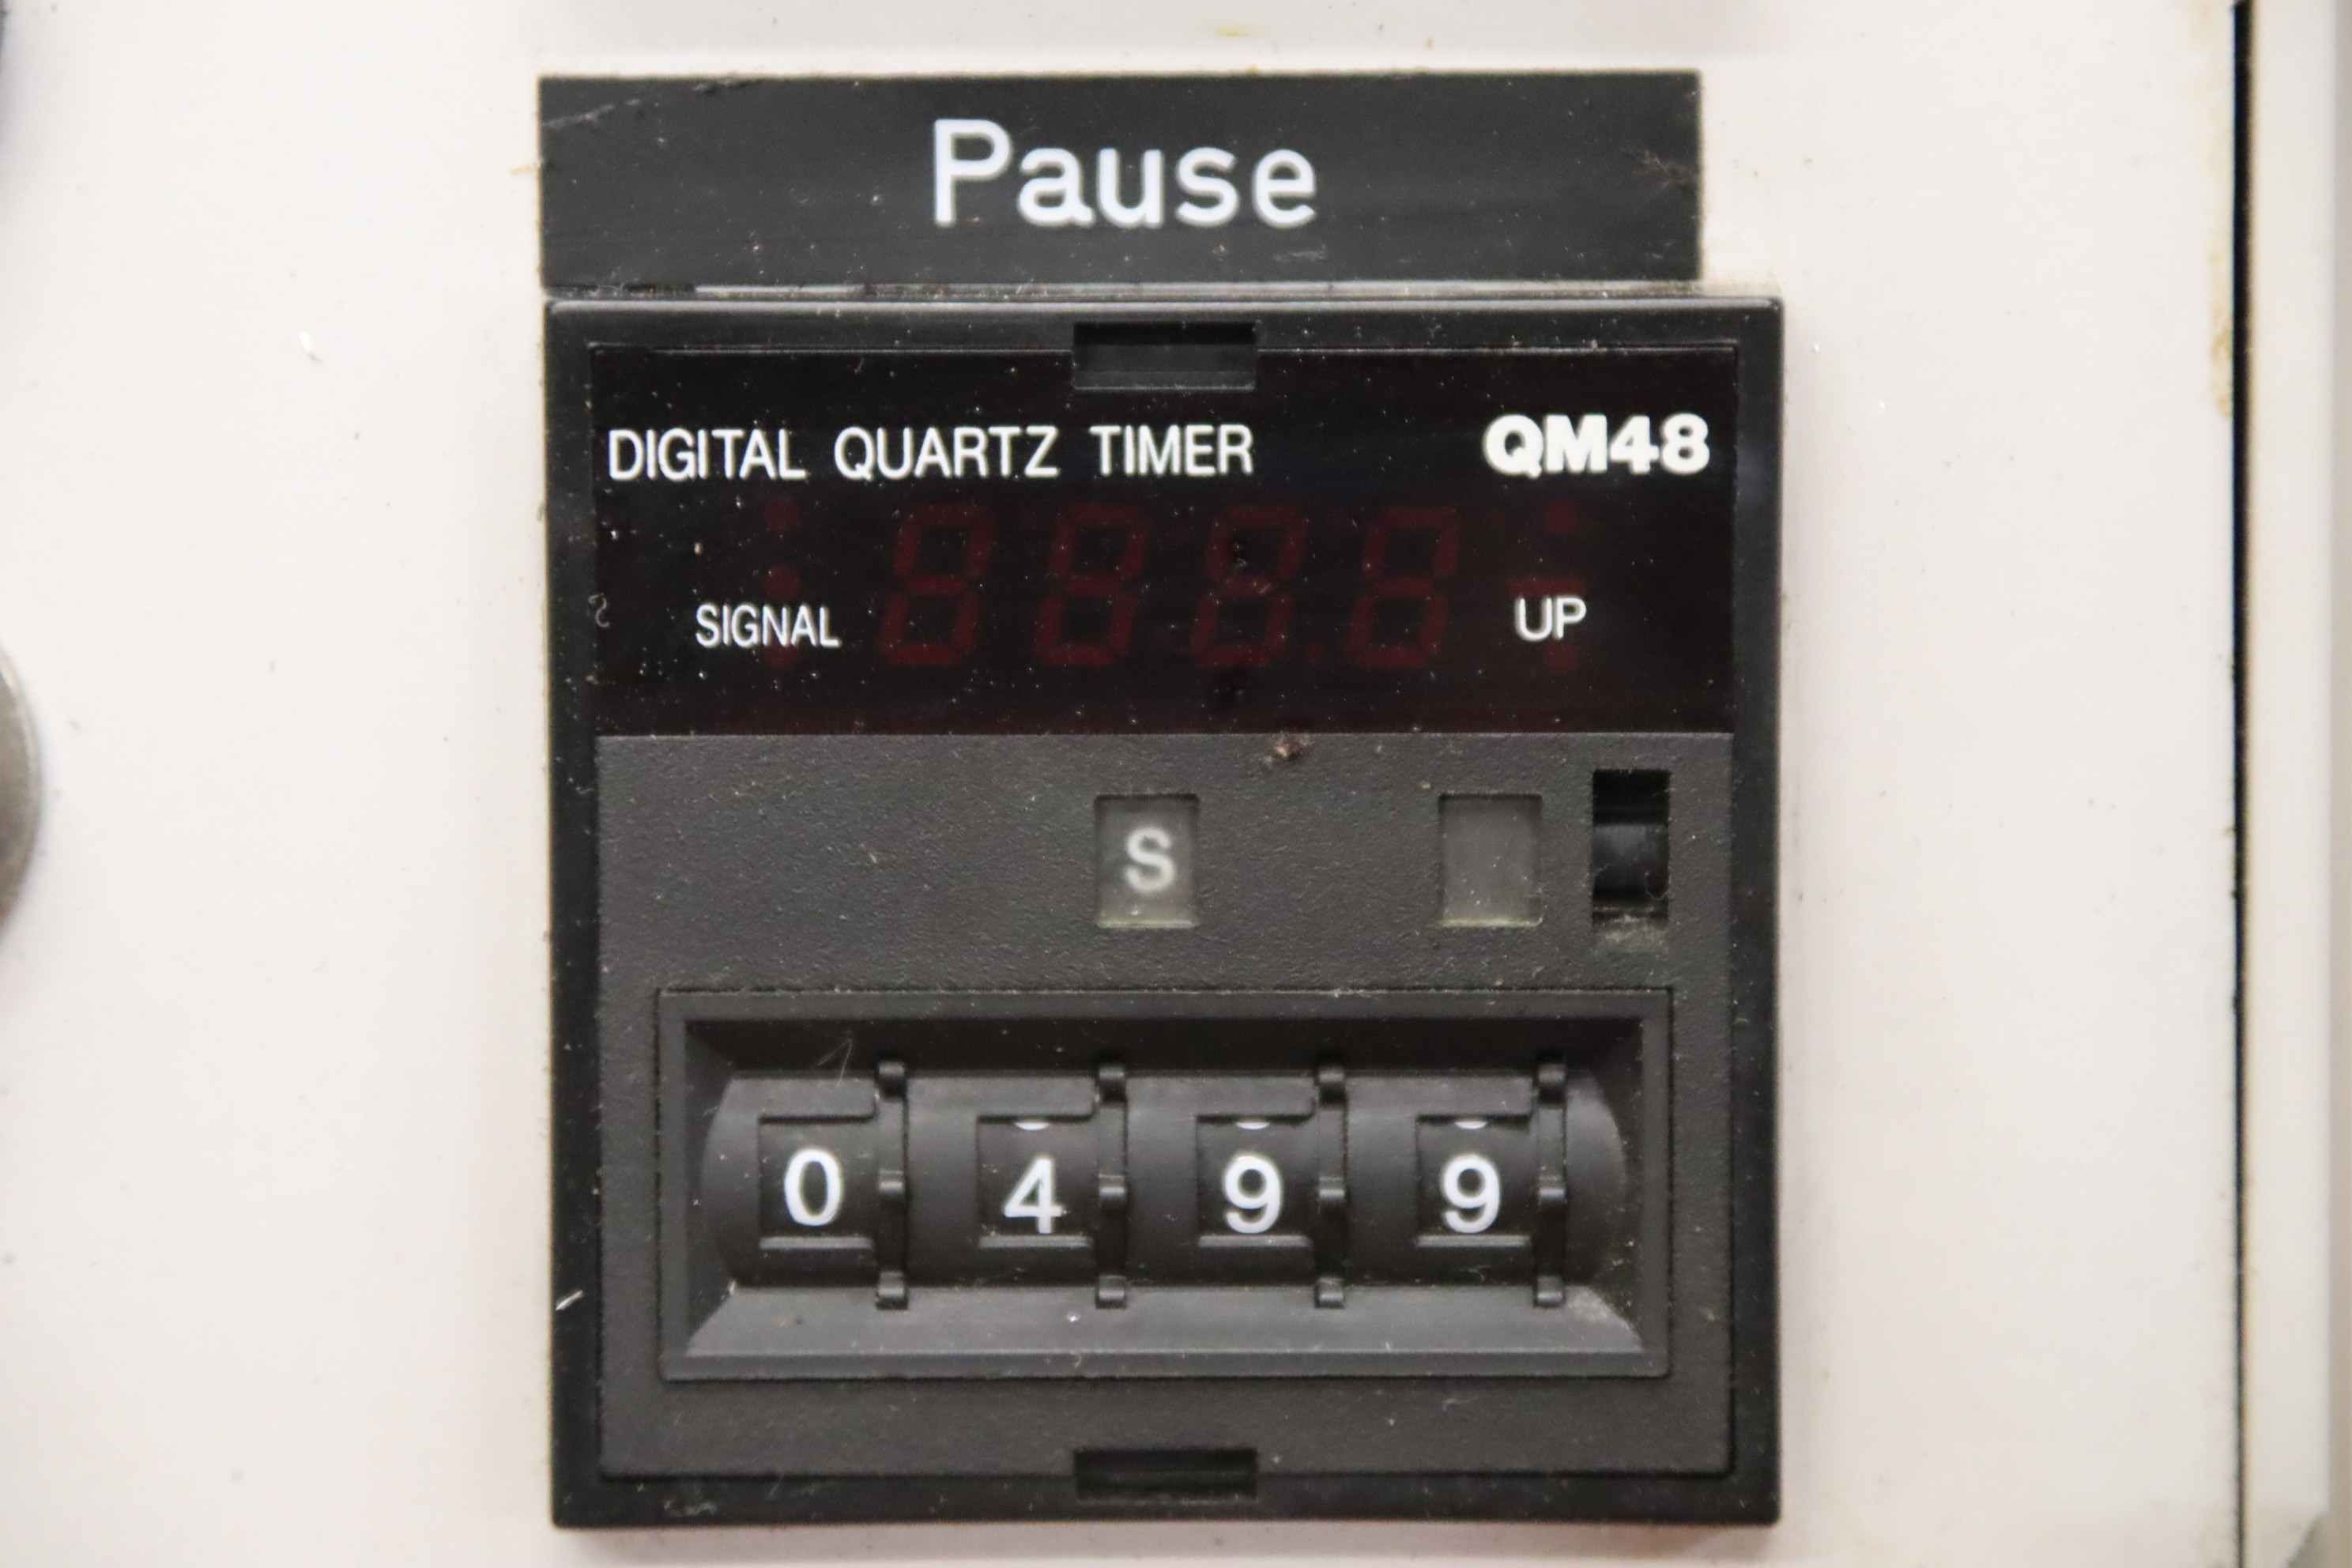 Pause
DIGITAL QUARTZ TIMER QM48
SIGNAL UP
S
0 4 9 9